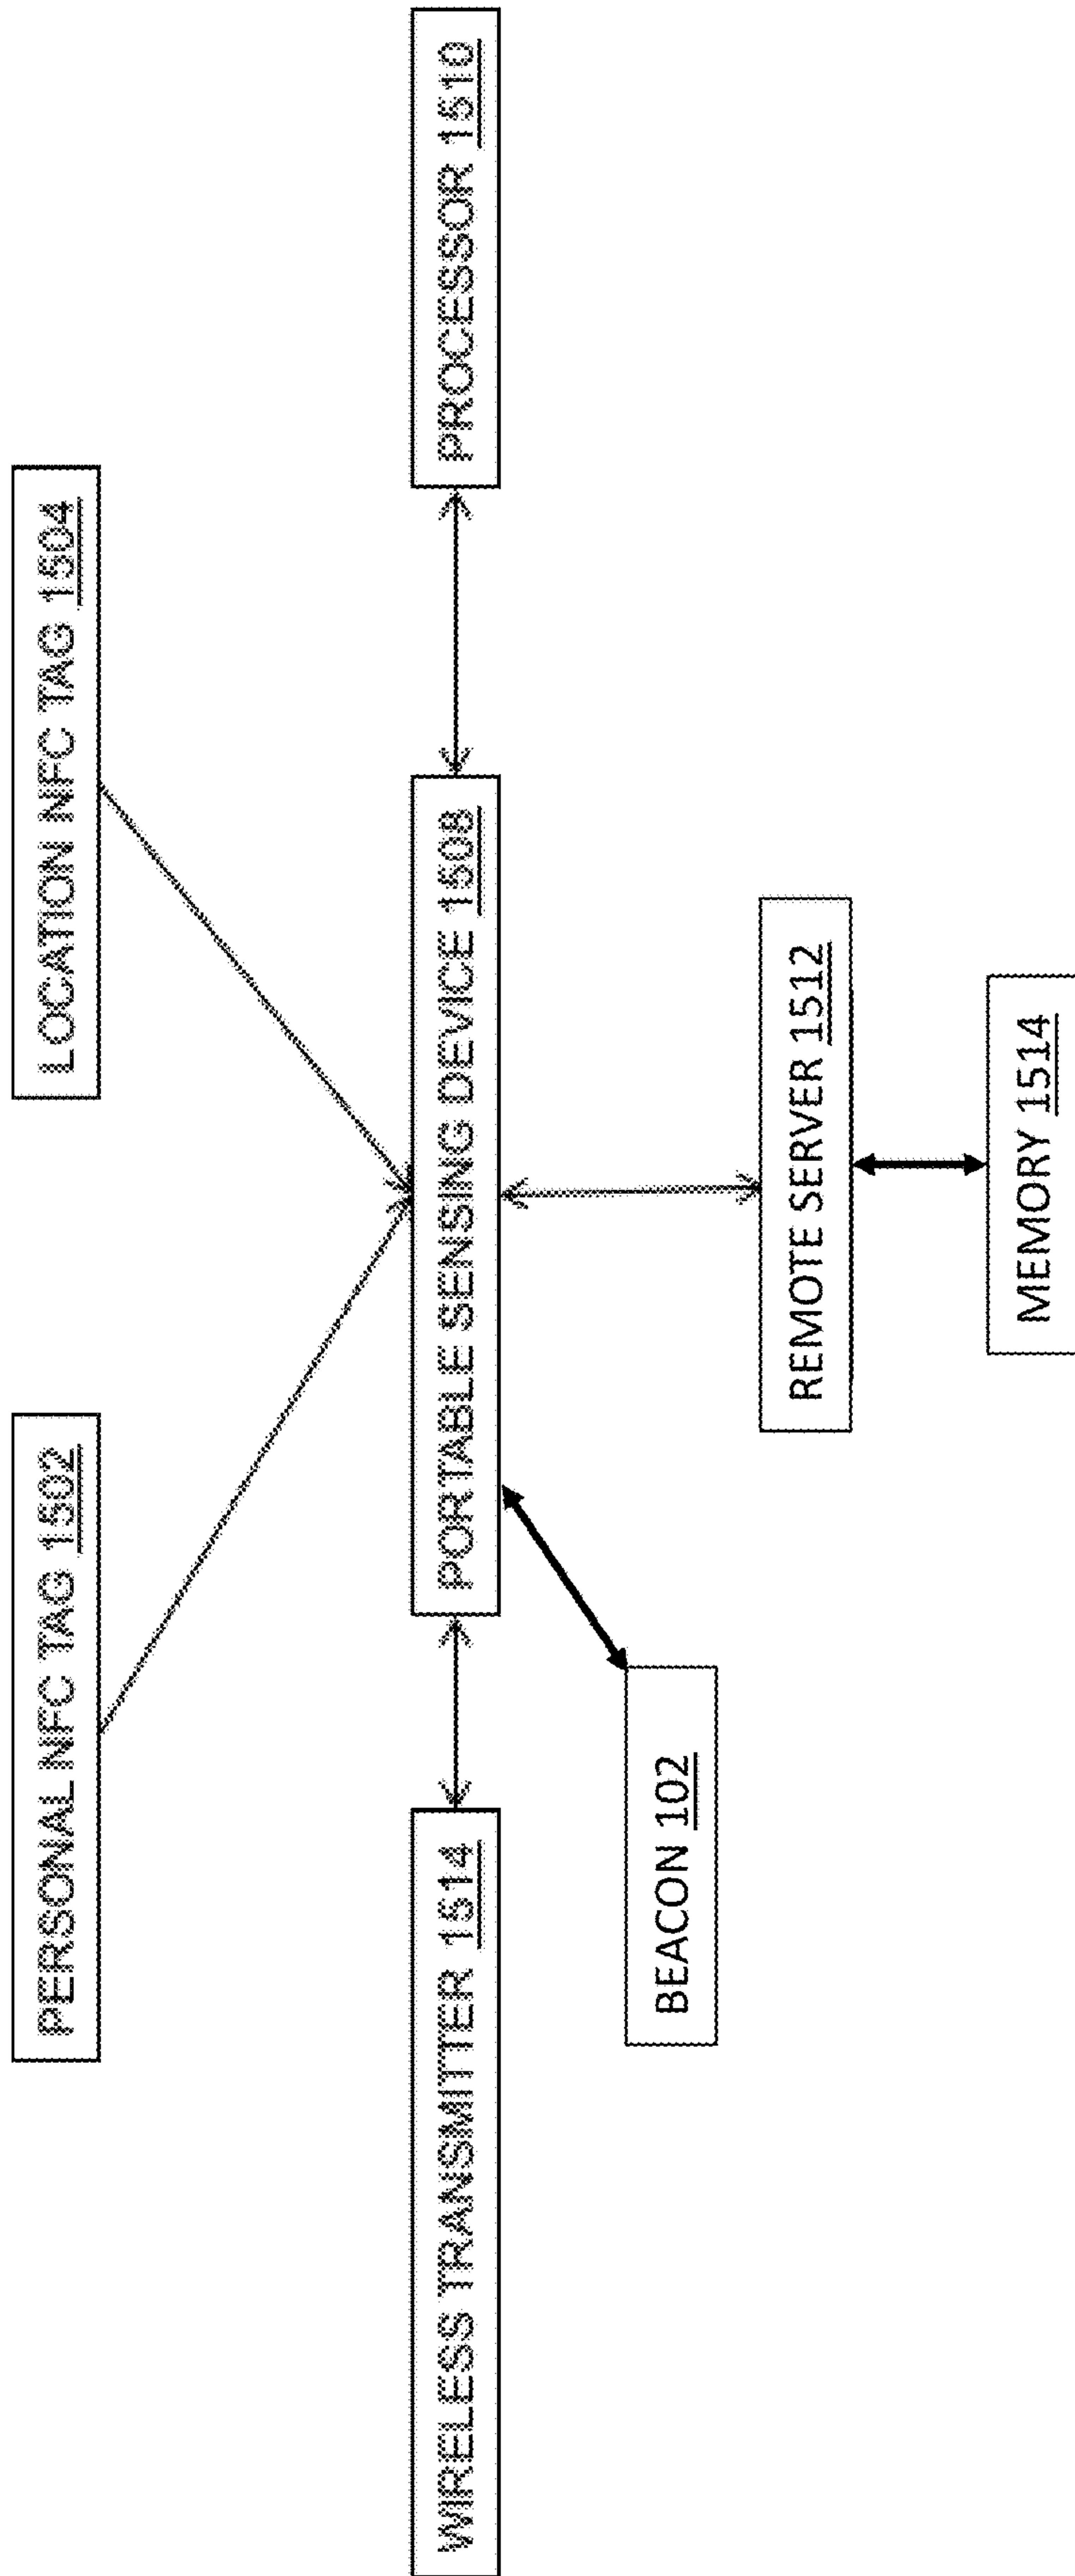 PERSONAL NFC TAG 1502
LOCATION NFC TAG 1504
WIRELESS TRANSMITTER 1514
PORTABLE SENSING DEVICE 1508
PROCESSOR 1510
BEACON 102
REMOTE SERVER 1512
MEMORY 1514